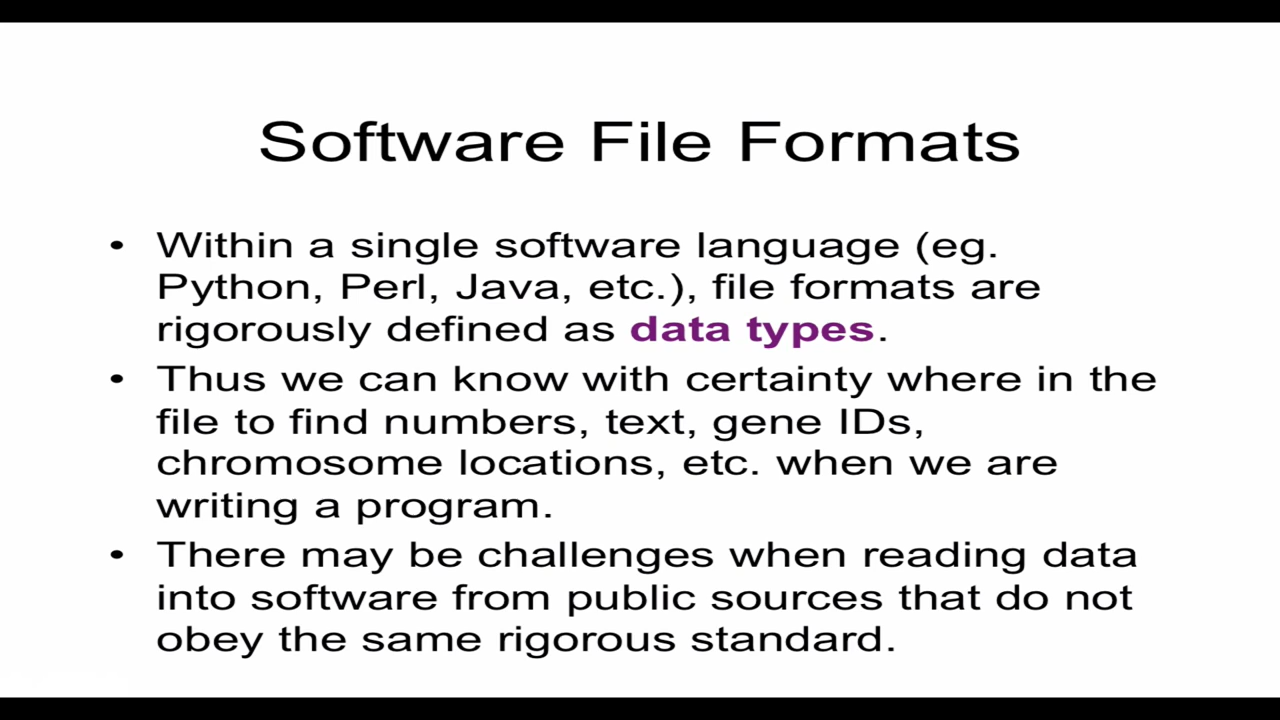 Software File Formats
• Within a single software language (eg.
Python, Perl, Java, etc.), file formats are
rigorously defined as data types.
• Thus we can know with certainty where in the
file to find numbers, text, gene IDs,
chromosome locations, etc. when we are
writing a program.
• There may be challenges when reading data
into software from public sources that do not
obey the same rigorous standard.